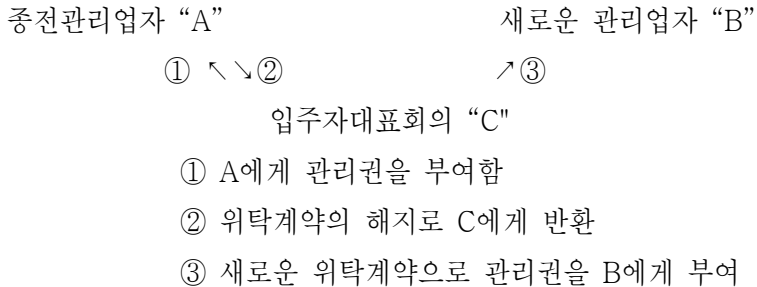 종전관리업자 “A” 새로운 관리업자 “B”
① ↖↘② ↗③
입주자대표회의 “C"
① A에게 관리권을 부여함
② 위탁계약의 해지로 C에게 반환
③ 새로운 위탁계약으로 관리권을 B에게 부여